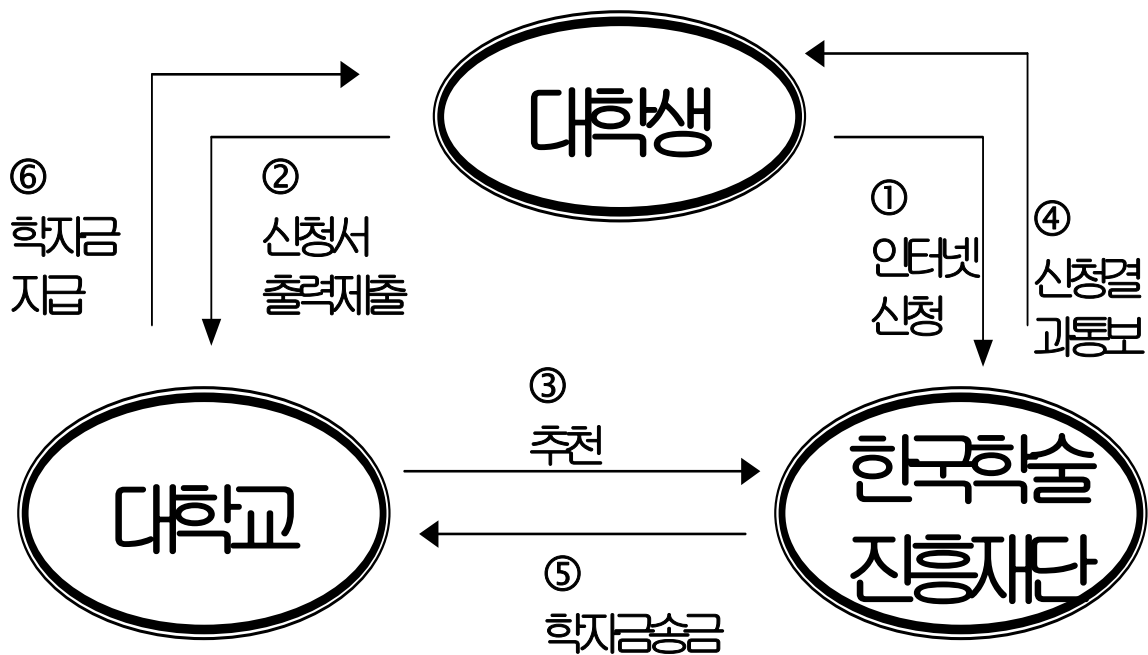 대학생
⑥
학자금
지급
②
신청서
출력제출
①
인터넷
신청
④
신청결
과통보
③
추천
대학교
한국학술
진흥재단
⑤
학자금송금